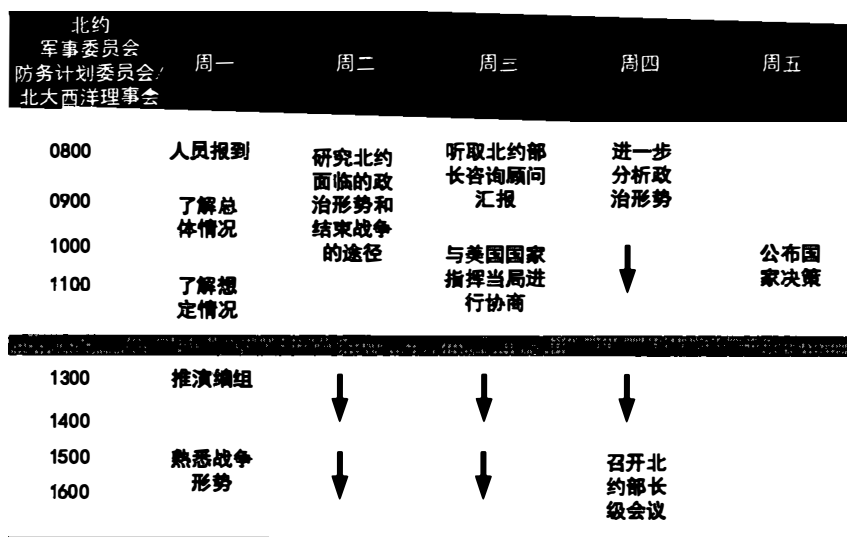 北约
军事委员会
防务计划委员会/
北大西洋理事会
周一
周二
周三
周四
周五
0800
0900
1000
1100
人员报到
了解总
体情况
了解想
定情况
研究北约
面临的政
治形势和
结束战争
的途径
听取北约部
长咨询顾问
汇报
与美国国家
指挥当局进
行协商
进一步
分析政
治形势
公布国
家决策
1300
1400
1500
1600
推演编组
熟悉战争
形势
召开北
约部长
级会议